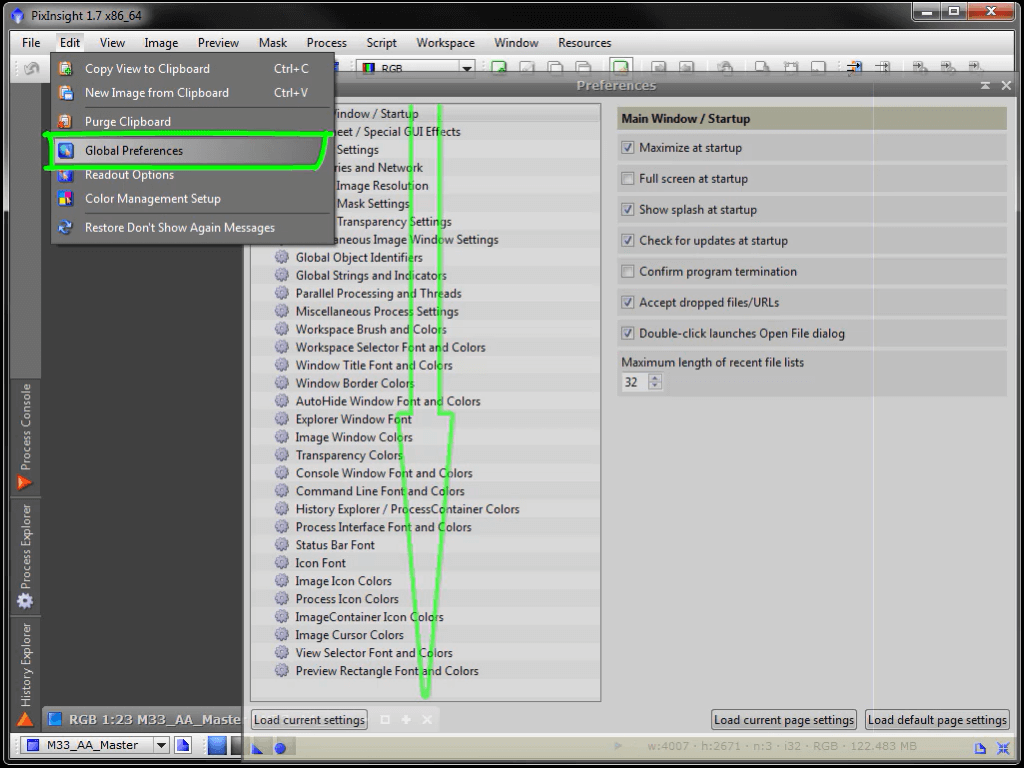 PixInsight 1.7 x86_64
File Edit View Image Preview Mask Process Script Workspace Window Resources
RGB
Copy View to Clipboard Ctrl+C
New Image from Clipboard Ctrl+V
Purge Clipboard
Global Preferences
Readout Options
Color Management Setup
Restore Don't Show Again Messages
Preferences
indow / Startup
eet / Special GUI Effects
Settings
ries and Network
Image Resolution
Mask Settings
Transparency Settings
aneous Image Window Settings
Global Object Identifiers
Global Strings and Indicators
Parallel Processing and Threads
Miscellaneous Process Settings
Workspace Brush and Colors
Workspace Selector Font and Colors
Window Title Font and Colors
Window Border Colors
AutoHide Window Font and Colors
Explorer Window Font
Image Window Colors
Transparency Colors
Console Window Font and Colors
Command Line Font and Colors
History Explorer / ProcessContainer Colors
Process Interface Font and Colors
Status Bar Font
Icon Font
Image Icon Colors
Process Icon Colors
ImageContainer Icon Colors
Image Cursor Colors
View Selector Font and Colors
Preview Rectangle Font and Colors
Main Window / Startup
Maximize at startup
Full screen at startup
Show splash at startup
Check for updates at startup
Confirm program termination
Accept dropped files/URLs
Double-click launches Open File dialog
Maximum length of recent file lists
32
Process Console
Process Explorer
History Explorer
RGB 1:23 M33_AA_Maste
Load current settings
Load current page settings
Load default page settings
M33_AA_Master
w:4007 · h:2671 · n:3 · i32 · RGB · 122.483 MB